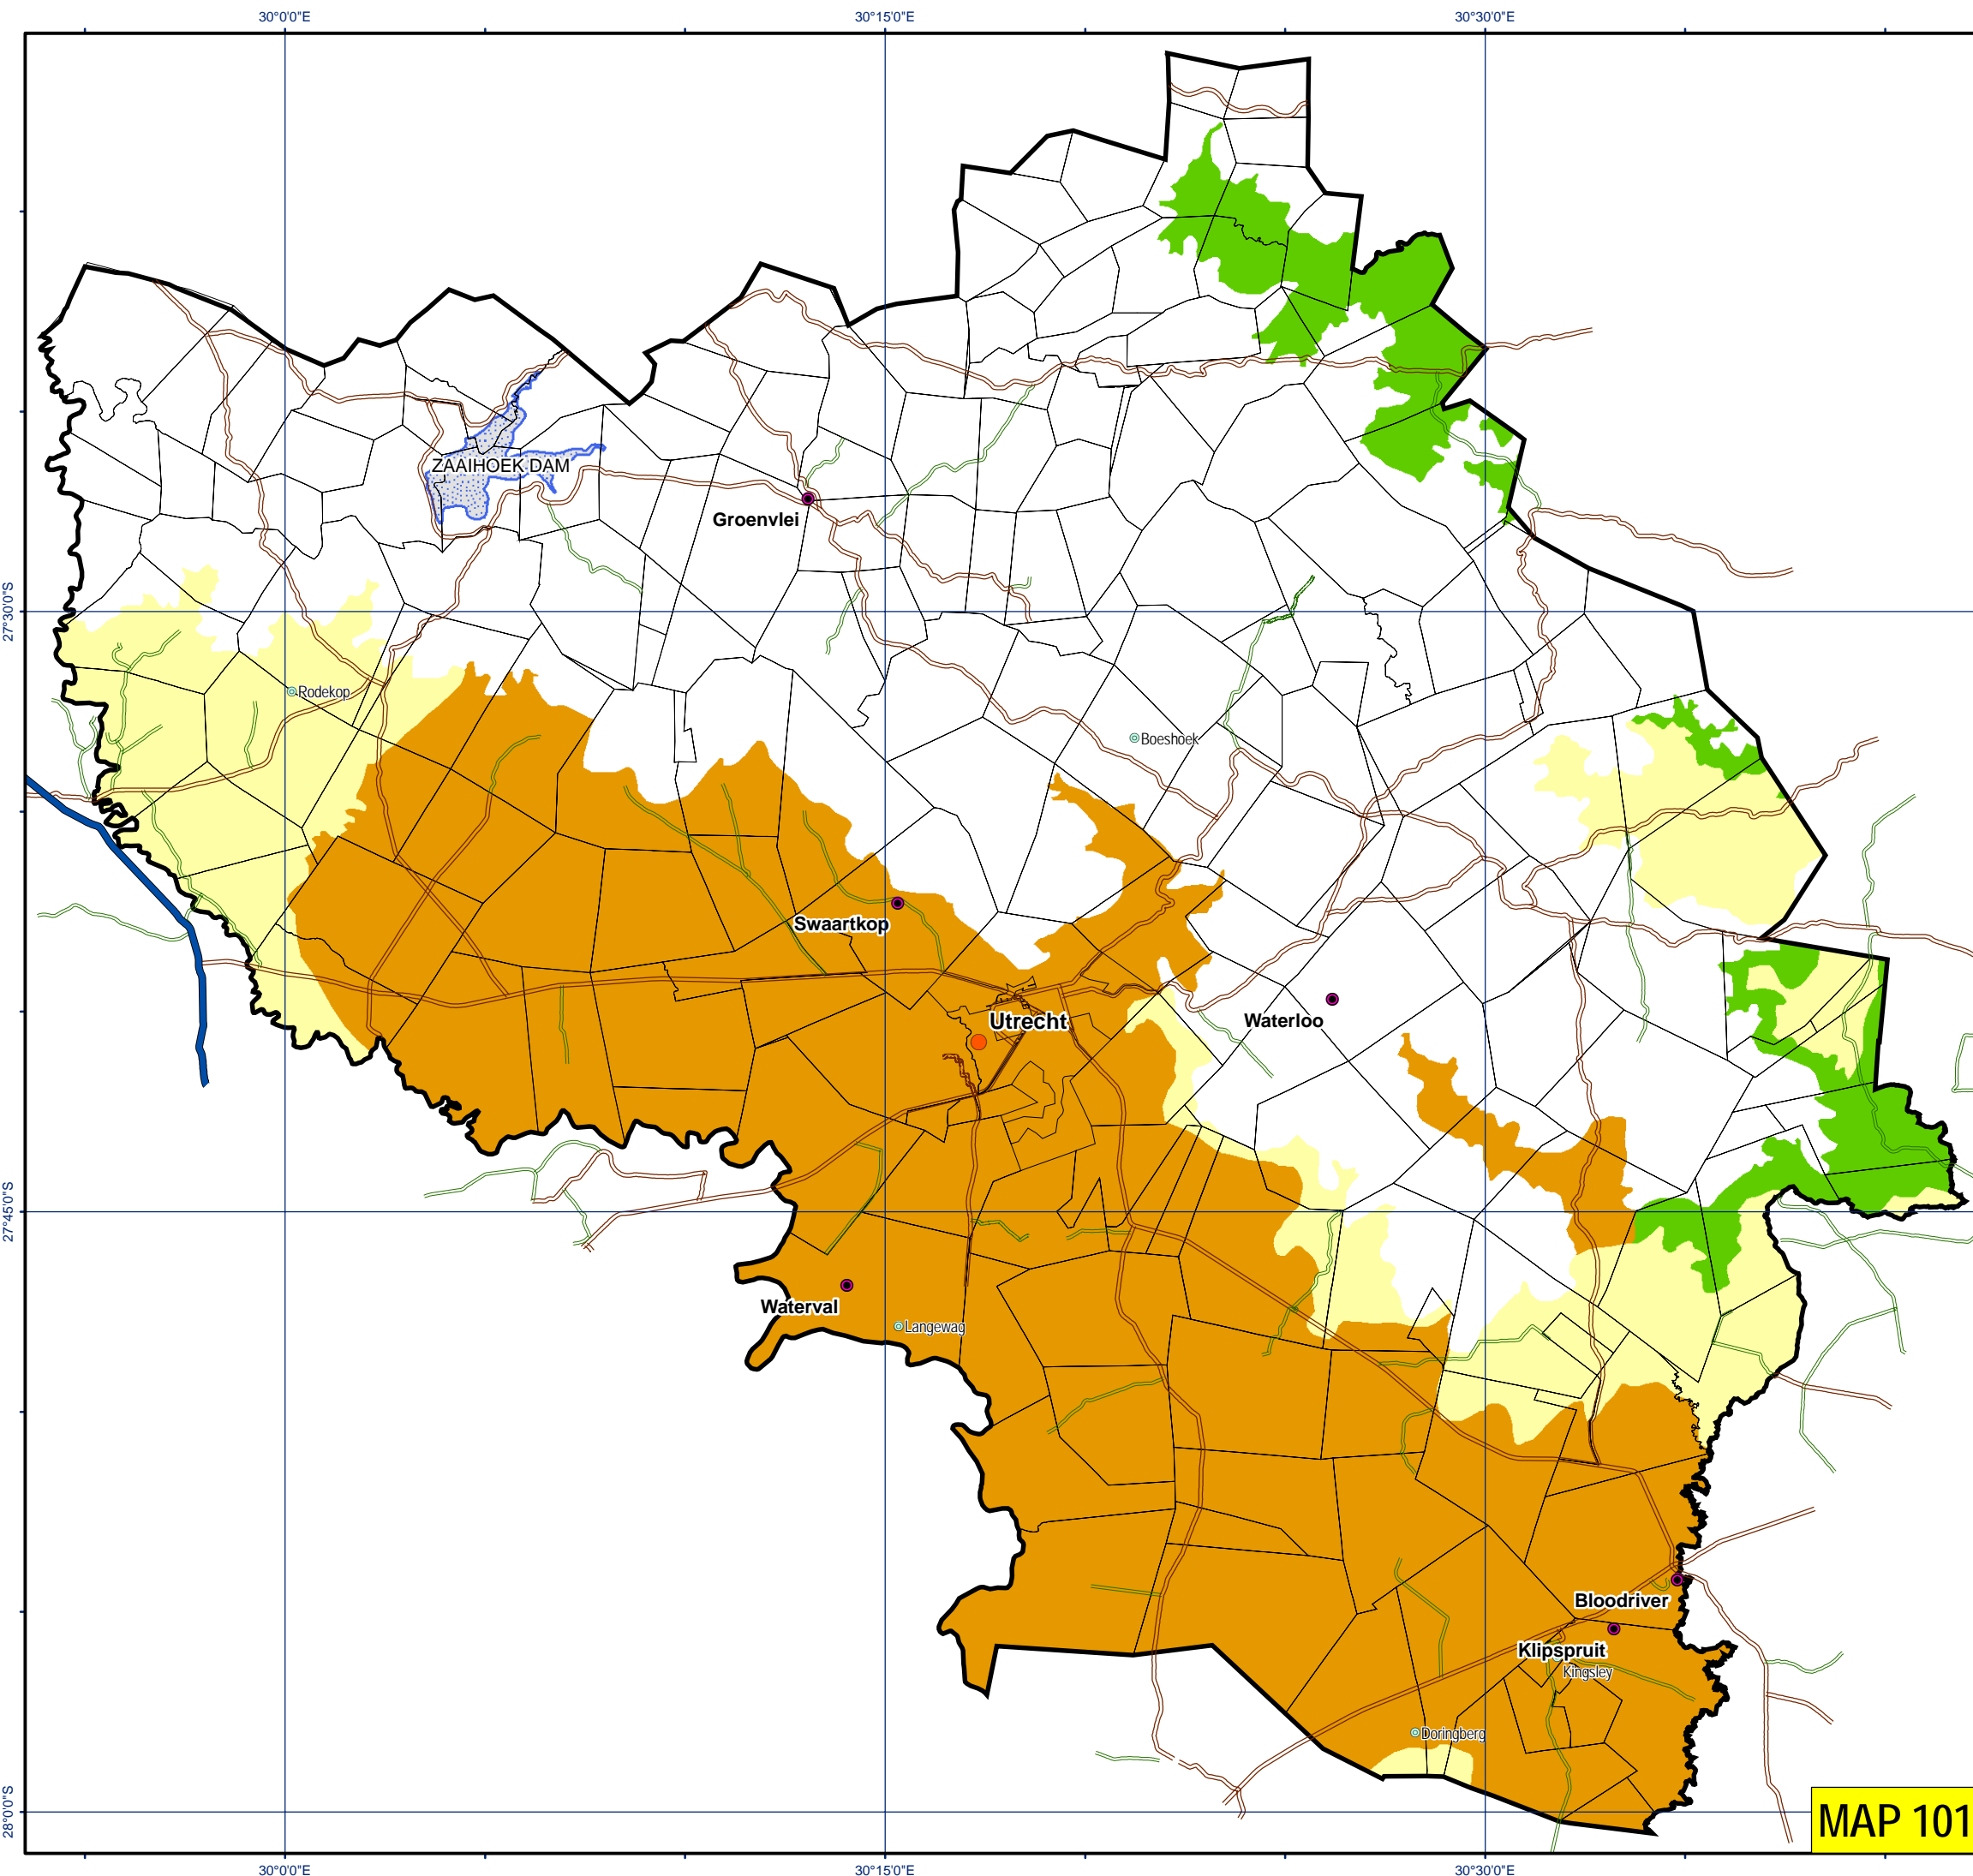 30°0'0"E
30°15'0"E
30°30'0"E
ZAAIHOEK DAM
Groenvlei
27°30'0"S
Rodekop
Boeshoek
Swaartkop
Utrecht
Waterloo
27°45'0"S
Waterval
Langewag
Bloodriver
Klipspruit
Kingsley
Doringberg
28°0'0"S
MAP 101
30°0'0"E
30°15'0"E
30°30'0"E